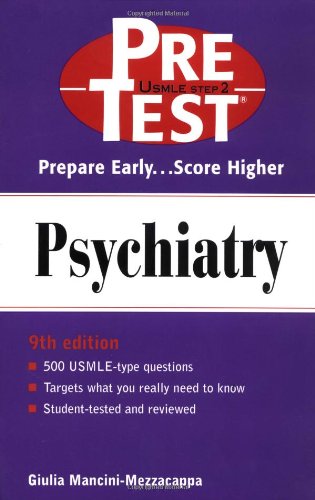 PRE
USMLE STEP 2
TEST®
Prepare Early...Score Higher
Psychiatry
9th edition
■ 500 USMLE-type questions
■ Targets what you really need to know
■ Student-tested and reviewed
Giulia Mancini-Mezzacappa